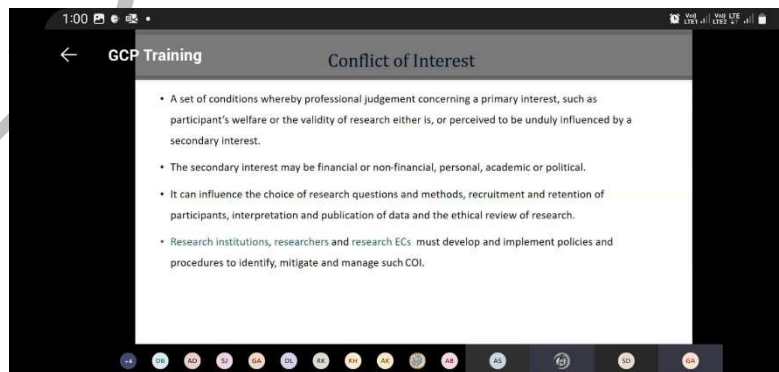 1:00
Vo) LTE1 Vo) LTE LTE2
GCP Training
Conflict of Interest
• A set of conditions whereby professional judgement concerning a primary interest, such as
participant's welfare or the validity of research either is, or perceived to be unduly influenced by a
secondary interest.
• The secondary interest may be financial or non-financial, personal, academic or political.
• It can influence the choice of research questions and methods, recruitment and retention of
participants, interpretation and publication of data and the ethical review of research.
• Research institutions, researchers and research ECs must develop and implement policies and
procedures to identify, mitigate and manage such COI.
+4 DB AD SJ GA DL RK RH AK AB AS SD GA